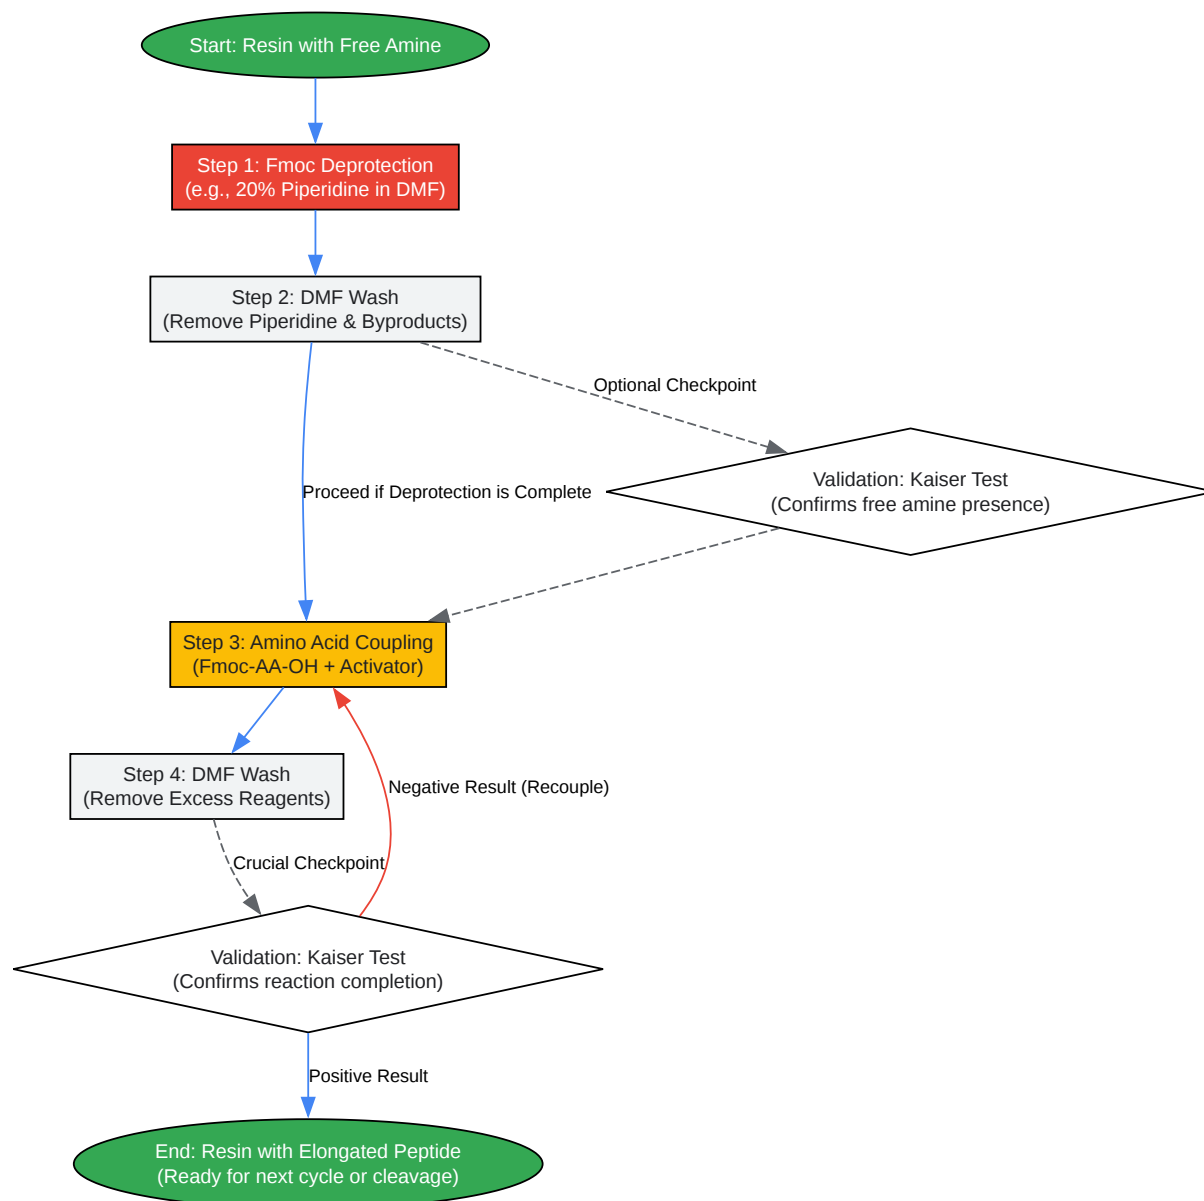 Start: Resin with Free Amine
Step 1: Fmoc Deprotection
(e.g., 20% Piperidine in DMF)
Step 2: DMF Wash
(Remove Piperidine & Byproducts)
Optional Checkpoint
Validation: Kaiser Test
(Confirms free amine presence)
Proceed if Deprotection is Complete
Step 3: Amino Acid Coupling
(Fmoc-AA-OH + Activator)
Step 4: DMF Wash
(Remove Excess Reagents)
Negative Result (Recouple)
Crucial Checkpoint
Validation: Kaiser Test
(Confirms reaction completion)
Positive Result
End: Resin with Elongated Peptide
(Ready for next cycle or cleavage)